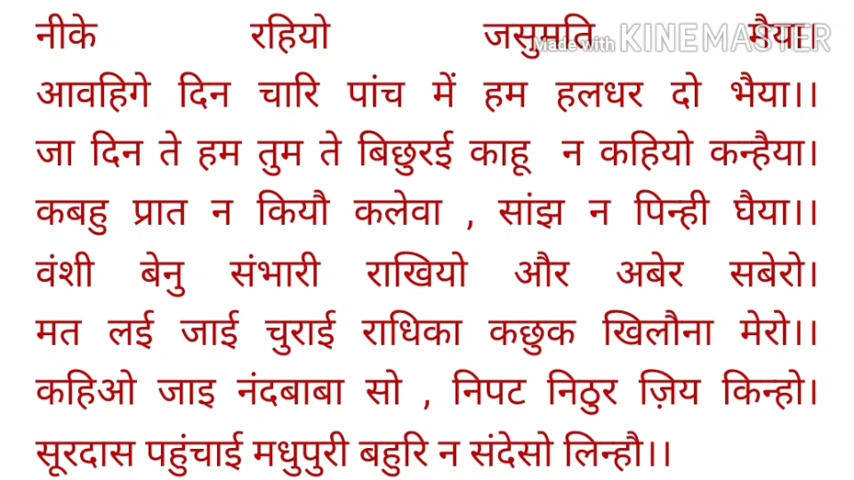 नीके रहियो जसुमति मैया।
Made with KINEMASTER
आवहिगे दिन चारि पांच में हम हलधर दो भैया।।
जा दिन ते हम तुम ते बिछुरई काहू न कहियो कन्हैया।
कबहु प्रात न कियौ कलेवा , सांझ न पिन्ही घैया।।
वंशी बेनु संभारी राखियो और अबेर सबेरो।
मत लई जाई चुराई राधिका कछुक खिलौना मेरो।।
कहिओ जाइ नंदबाबा सो , निपट निठुर ज़िय किन्हो।
सूरदास पहुंचाई मधुपुरी बहुरि न संदेसो लिन्हौ।।